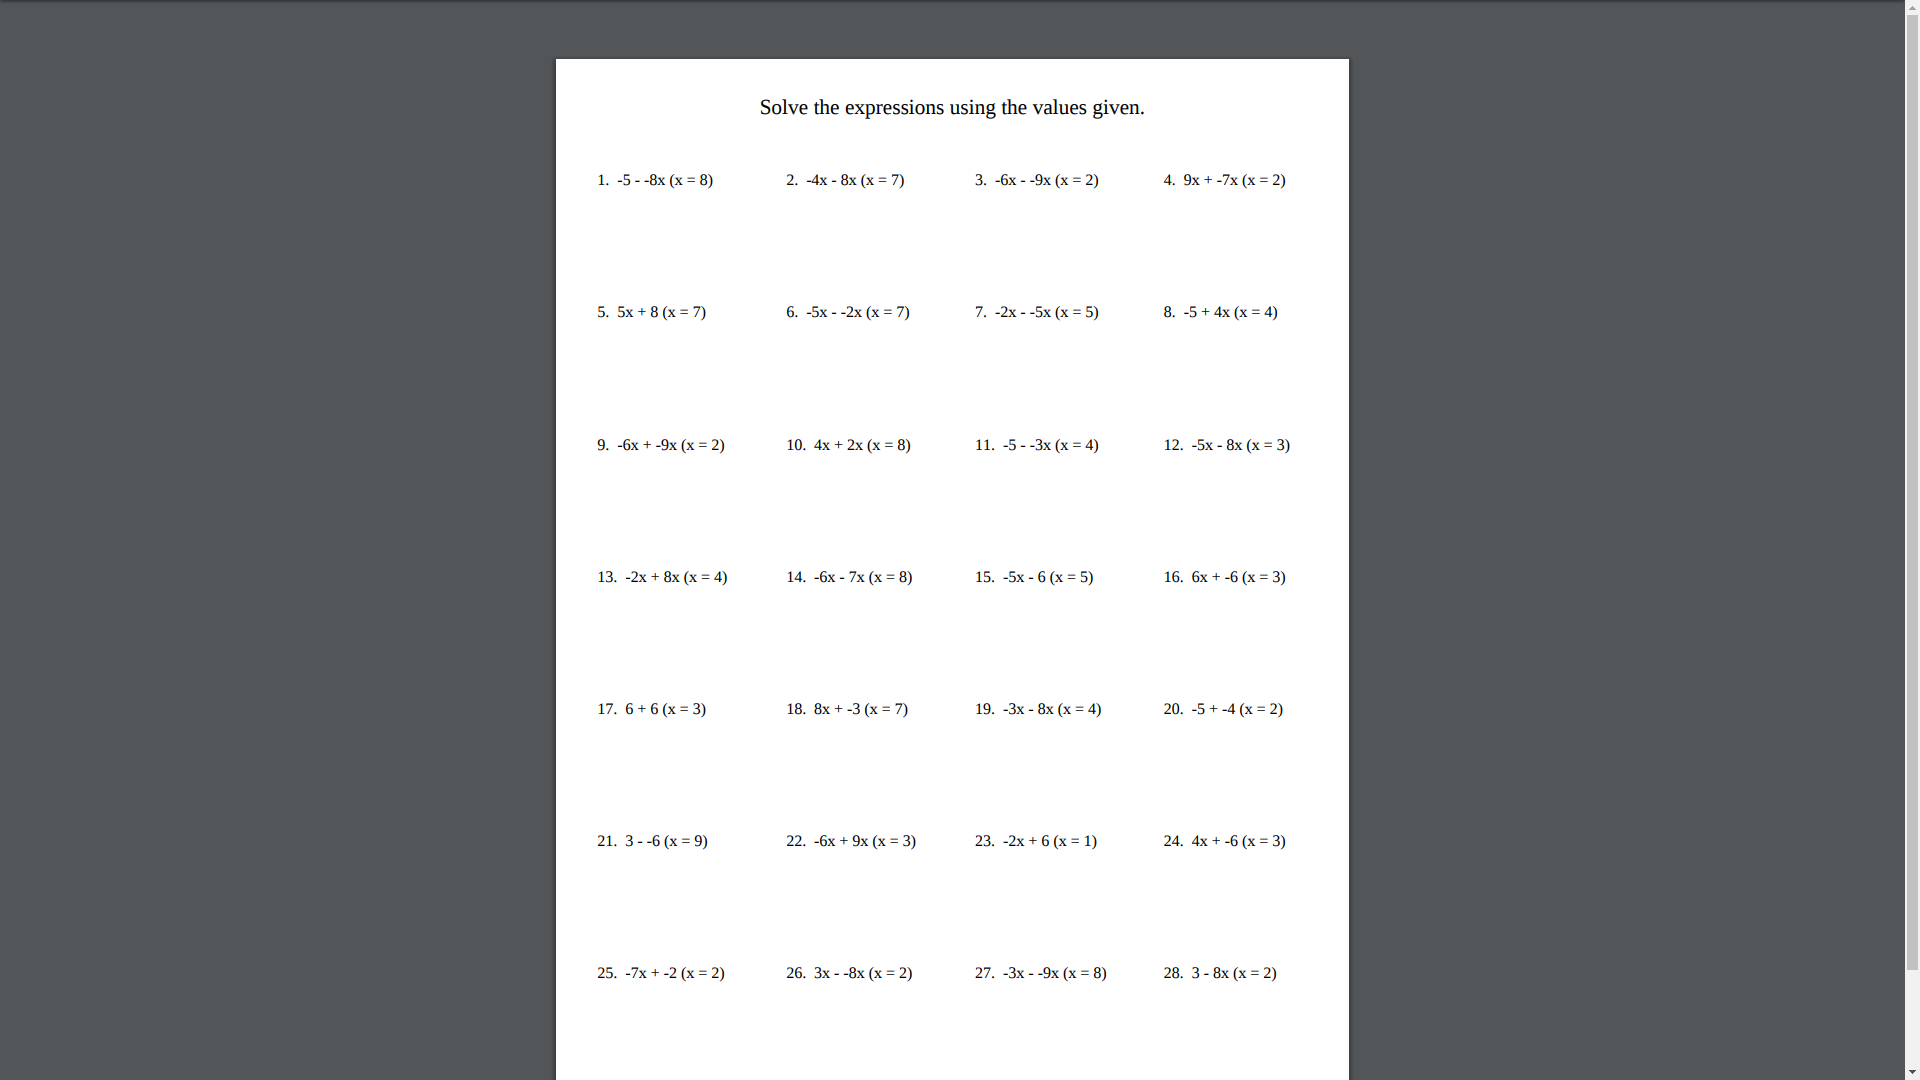 Solve the expressions using the values given.
1. -5 - -8x (x = 8) 2. -4x - 8x (x = 7) 3. -6x - -9x (x = 2) 4. 9x + -7x (x = 2)
5. 5x + 8 (x = 7) 6. -5x - -2x (x = 7) 7. -2x - -5x (x = 5) 8. -5 + 4x (x = 4)
9. -6x + -9x (x = 2) 10. 4x + 2x (x = 8) 11. -5 - -3x (x = 4) 12. -5x - 8x (x = 3)
13. -2x + 8x (x = 4) 14. -6x - 7x (x = 8) 15. -5x - 6 (x = 5) 16. 6x + -6 (x = 3)
17. 6 + 6 (x = 3) 18. 8x + -3 (x = 7) 19. -3x - 8x (x = 4) 20. -5 + -4 (x = 2)
21. 3 - -6 (x = 9) 22. -6x + 9x (x = 3) 23. -2x + 6 (x = 1) 24. 4x + -6 (x = 3)
25. -7x + -2 (x = 2) 26. 3x - -8x (x = 2) 27. -3x - -9x (x = 8) 28. 3 - 8x (x = 2)